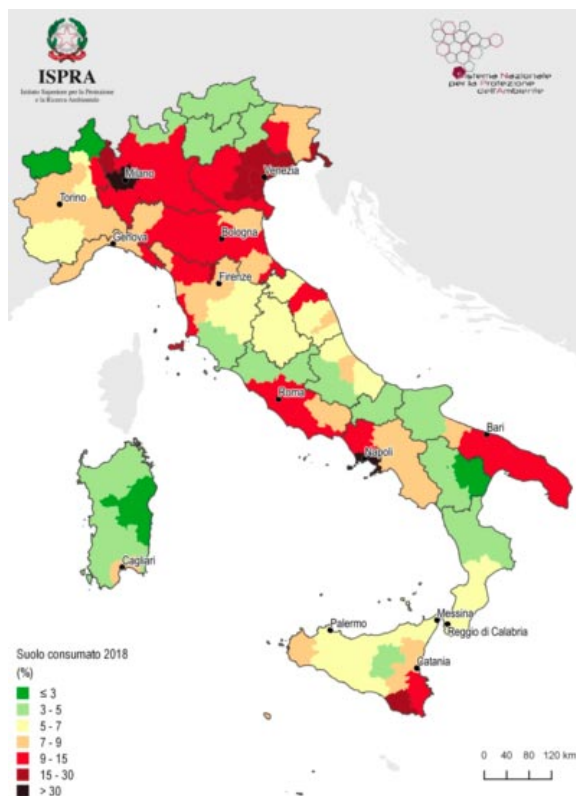 ISPRA
Istituto Superiore per la Protezione
e la Ricerca Ambientale
Sistema Nazionale
per la Protezione
dell'Ambiente
Milano
Venezia
Torino
Genova
Bologna
Firenze
Roma
Napoli
Bari
Cagliari
Palermo
Messina
Reggio di Calabria
Catania
Suolo consumato 2018
(%)
≤ 3
3 - 5
5 - 7
7 - 9
9 - 15
15 - 30
> 30
0 40 80 120 km